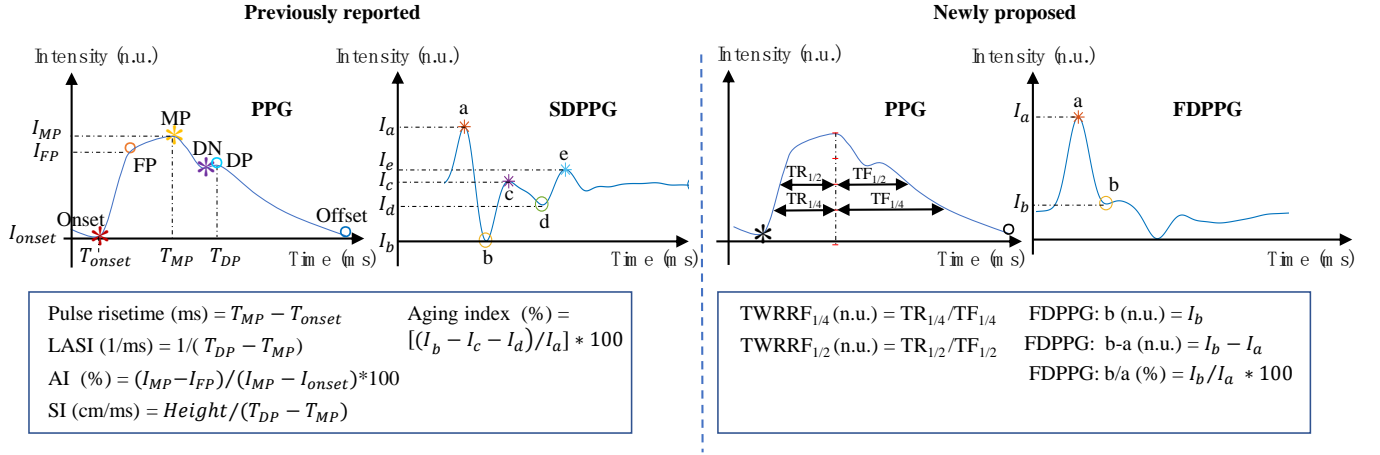 Previously reported
Newly proposed
Intensity (n.u.)
PPG
I_MP
I_FP
I_onset
MP
FP
DN
DP
Onset
Offset
T_onset
T_MP
T_DP
Time (ms)
Intensity (n.u.)
SDPPG
I_a
I_e
I_c
I_d
I_b
a
e
c
d
b
Time (ms)
Intensity (n.u.)
PPG
TR_1/2
TF_1/2
TR_1/4
TF_1/4
Time (ms)
Intensity (n.u.)
FDPPG
I_a
I_b
a
b
Time (ms)
Pulse risetime (ms) = T_MP − T_onset
LASI (1/ms) = 1/( T_DP − T_MP)
AI (%) = (I_MP−I_FP)/(I_MP − I_onset)*100
SI (cm/ms) = Height/(T_DP − T_MP)
Aging index (%) =
[(I_b − I_c − I_d)/I_a] * 100
TWRRF_1/4 (n.u.) = TR_1/4/TF_1/4
TWRRF_1/2 (n.u.) = TR_1/2/TF_1/2
FDPPG: b (n.u.) = I_b
FDPPG: b-a (n.u.) = I_b − I_a
FDPPG: b/a (%) = I_b/I_a * 100